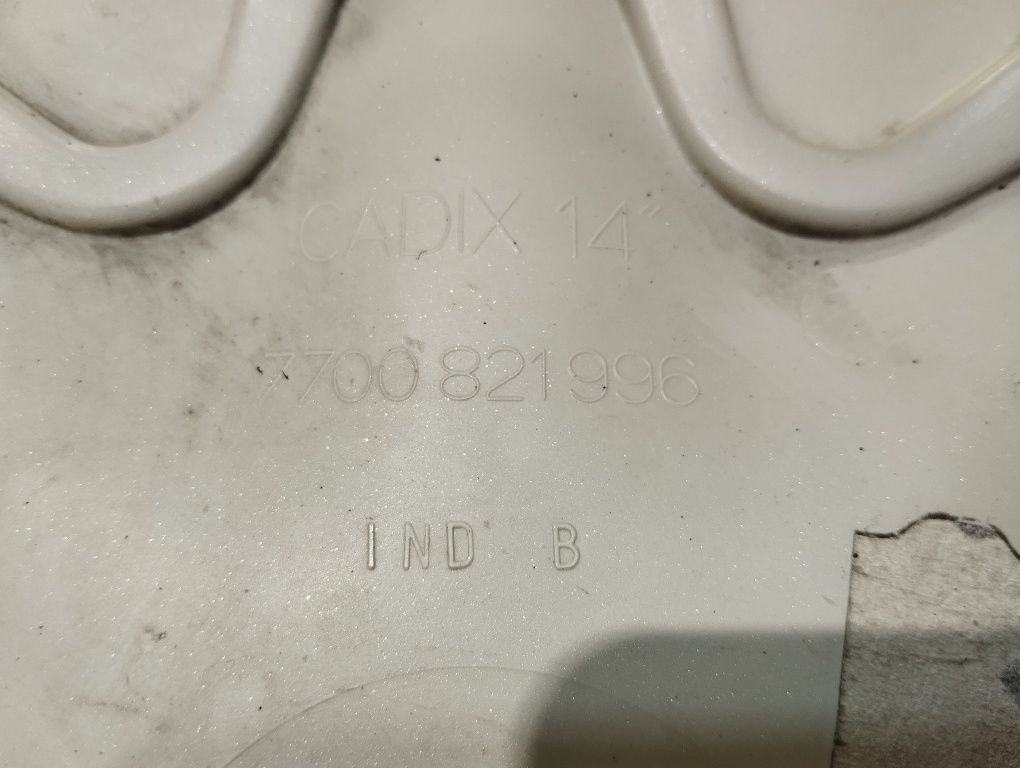 CADIX 14"
7700 821 996
IND B